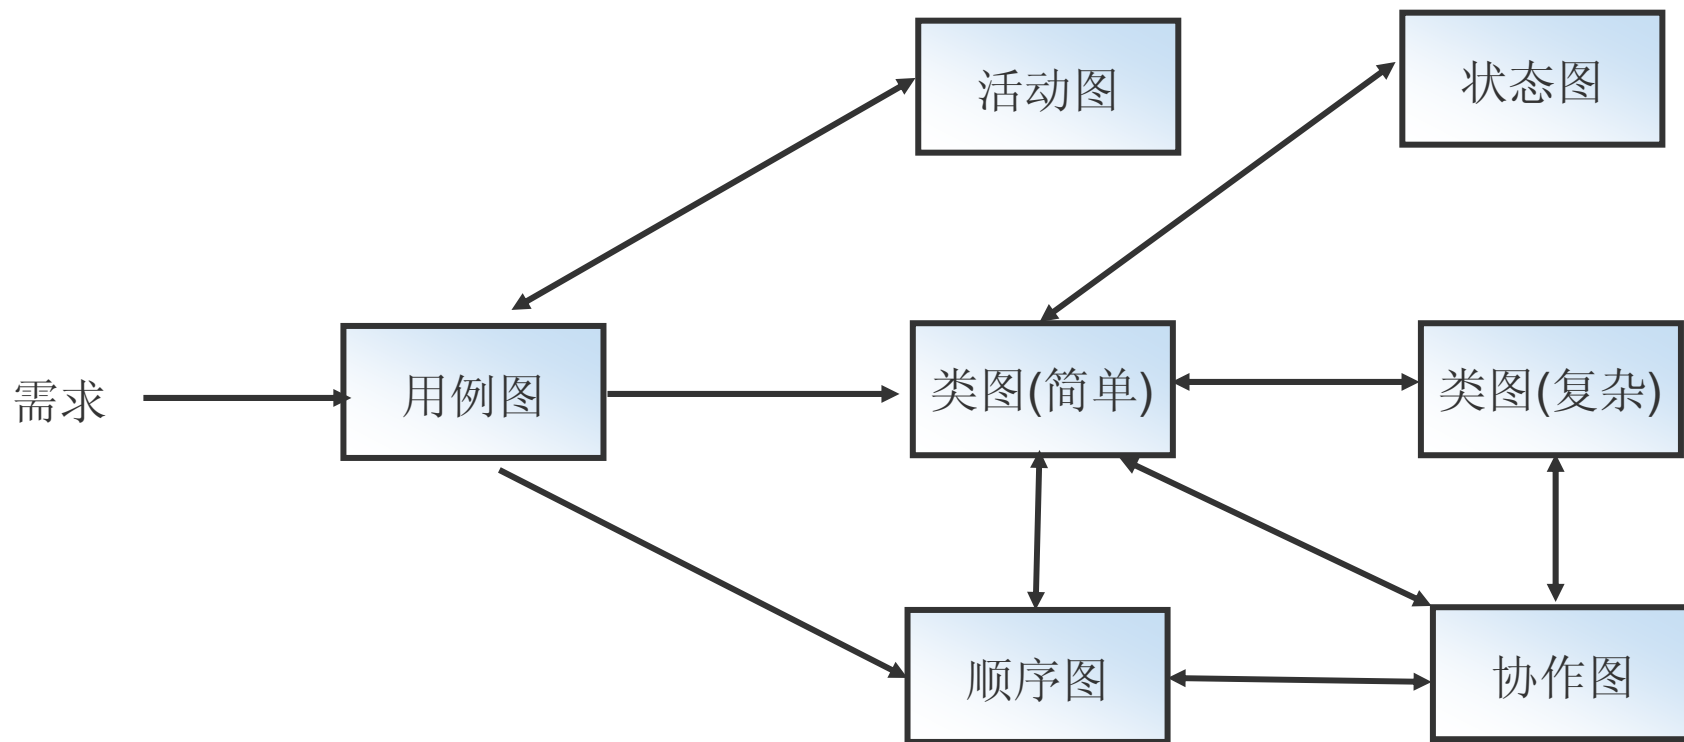 活动图
状态图
需求
用例图
类图(简单)
类图(复杂)
顺序图
协作图